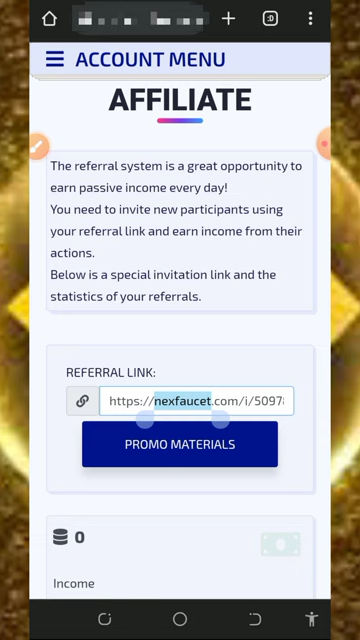 ACCOUNT MENU
AFFILIATE
The referral system is a great opportunity to
earn passive income every day!
You need to invite new participants using
your referral link and earn income from their
actions.
Below is a special invitation link and the
statistics of your referrals.
REFERRAL LINK:
https://nexfaucet.com/i/5097
PROMO MATERIALS
0
Income